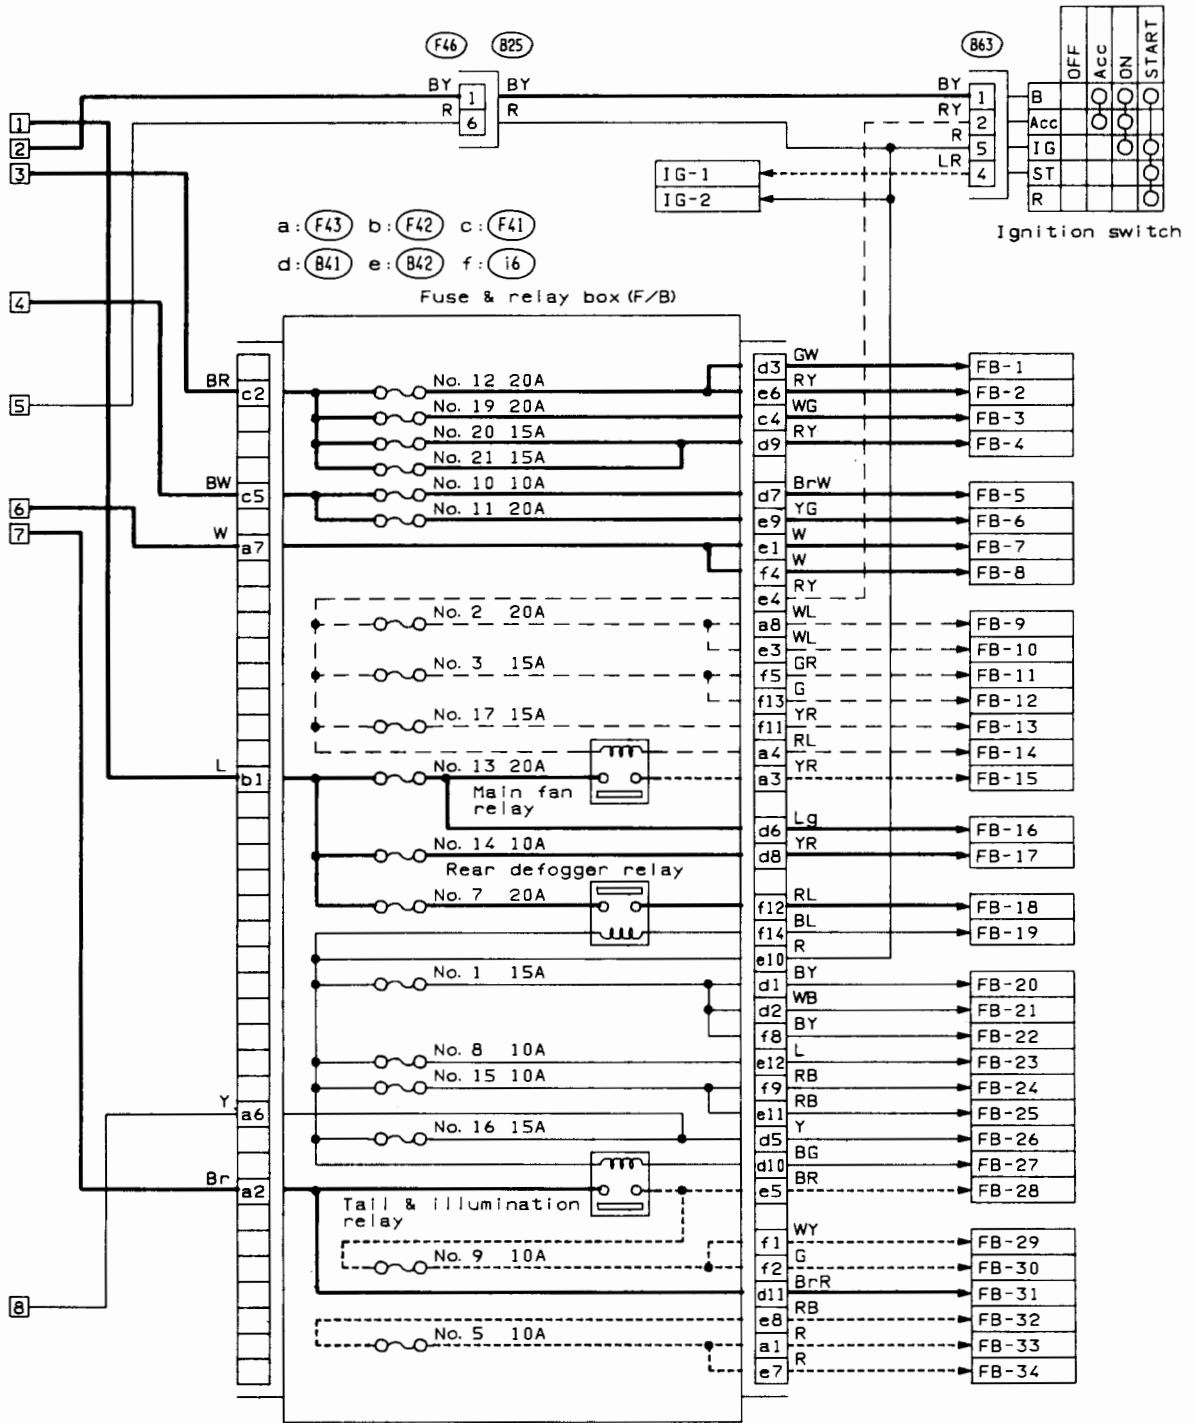 F46 B25 B63
OFF Acc ON START
BY BY BY 1 B
1
R R RY 2 Acc
6
R 5 IG
LR 4 ST
R
IG-1
IG-2
Ignition switch
1
2
3
4
5
6
7
8
a: F43 b: F42 c: F41
d: B41 e: B42 f: i6
Fuse & relay box (F/B)
d3 GW FB-1
BR c2 No. 12 20A e6 RY FB-2
No. 19 20A c4 WG FB-3
No. 20 15A d9 RY FB-4
No. 21 15A
BW c5 No. 10 10A d7 BrW FB-5
No. 11 20A e9 YG FB-6
W a7 e1 W FB-7
f4 W FB-8
e4 RY
No. 2 20A a8 WL FB-9
e3 WL FB-10
No. 3 15A f5 GR FB-11
f13 G FB-12
No. 17 15A f11 YR FB-13
a4 RL FB-14
L b1 No. 13 20A a3 YR FB-15
Main fan
relay
d6 Lg FB-16
No. 14 10A d8 YR FB-17
Rear defogger relay
No. 7 20A f12 RL FB-18
f14 BL FB-19
e10 R
No. 1 15A d1 BY FB-20
d2 WB FB-21
f8 BY FB-22
No. 8 10A e12 L FB-23
No. 15 10A f9 RB FB-24
Y a6 e11 RB FB-25
No. 16 15A d5 Y FB-26
d10 BG FB-27
Br a2 e5 BR FB-28
Tail & illumination
relay
f1 WY FB-29
No. 9 10A f2 G FB-30
d11 BrR FB-31
e8 RB FB-32
No. 5 10A a1 R FB-33
e7 R FB-34